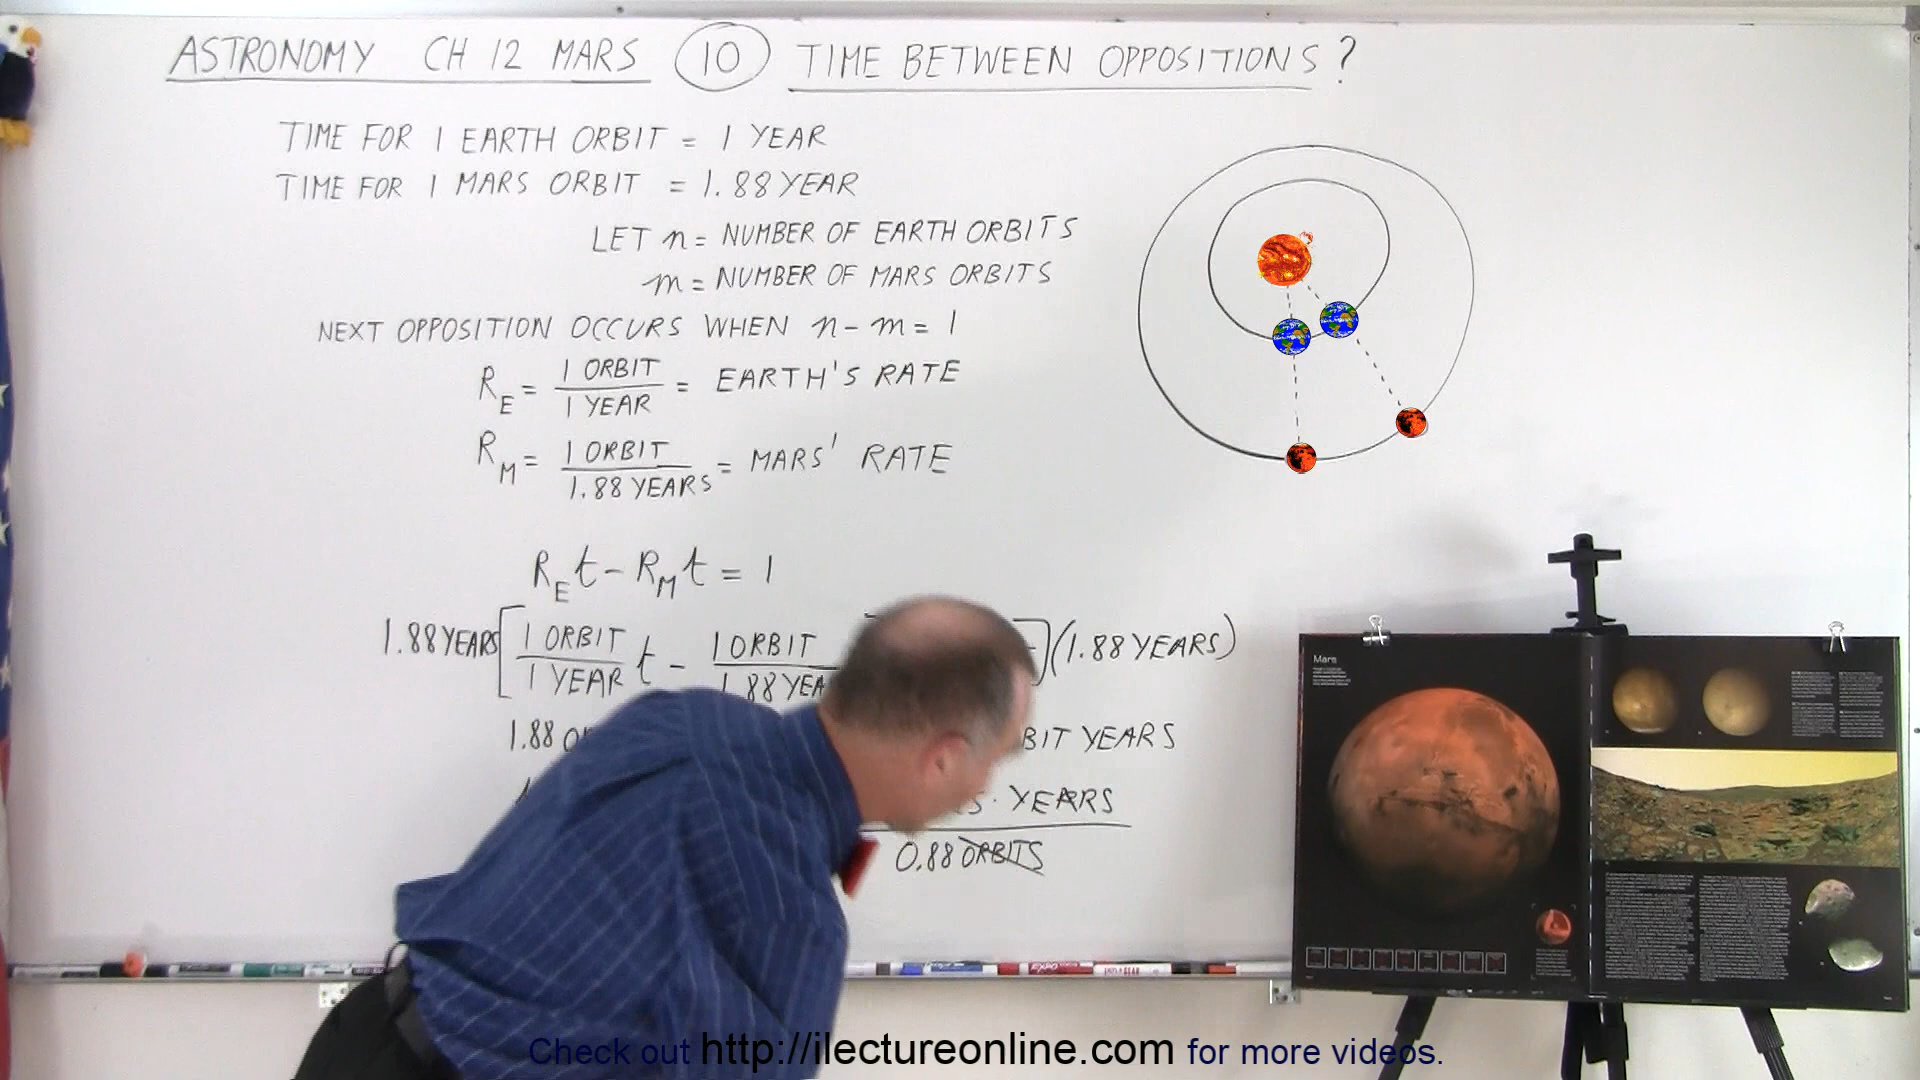 ASTRONOMY CH 12 MARS 10 TIME BETWEEN OPPOSITIONS?
TIME FOR 1 EARTH ORBIT = 1 YEAR
TIME FOR 1 MARS ORBIT = 1.88 YEAR
LET n = NUMBER OF EARTH ORBITS
m = NUMBER OF MARS ORBITS
NEXT OPPOSITION OCCURS WHEN n - m = 1
R_E = 1 ORBIT / 1 YEAR = EARTH'S RATE
R_M = 1 ORBIT / 1.88 YEARS = MARS' RATE
R_E t - R_M t = 1
1.88 YEARS [ 1 ORBIT / 1 YEAR t - 1 ORBIT / 1.88 ] (1.88 YEARS)
1.88 YEARS
· YEARS
0.88 ORBITS
Mars
Check out http://ilectureonline.com for more videos.